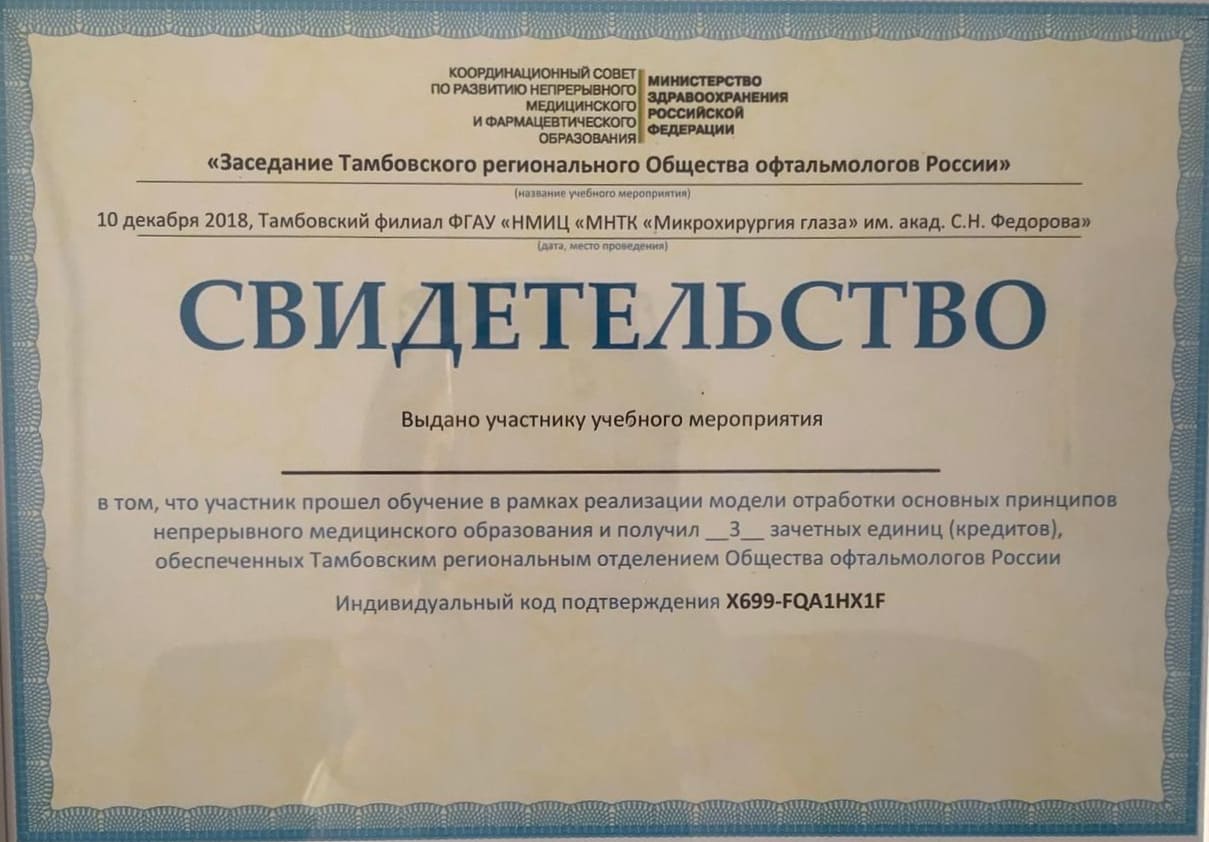 КООРДИНАЦИОННЫЙ СОВЕТ
ПО РАЗВИТИЮ НЕПРЕРЫВНОГО
МЕДИЦИНСКОГО
И ФАРМАЦЕВТИЧЕСКОГО
ОБРАЗОВАНИЯ
МИНИСТЕРСТВО
ЗДРАВООХРАНЕНИЯ
РОССИЙСКОЙ
ФЕДЕРАЦИИ
«Заседание Тамбовского регионального Общества офтальмологов России»
(название учебного мероприятия)
10 декабря 2018, Тамбовский филиал ФГАУ «НМИЦ «МНТК «Микрохирургия глаза» им. акад. С.Н. Федорова»
(дата, место проведения)
СВИДЕТЕЛЬСТВО
Выдано участнику учебного мероприятия
в том, что участник прошел обучение в рамках реализации модели отработки основных принципов
непрерывного медицинского образования и получил __3__ зачетных единиц (кредитов),
обеспеченных Тамбовским региональным отделением Общества офтальмологов России
Индивидуальный код подтверждения X699-FQA1HX1F